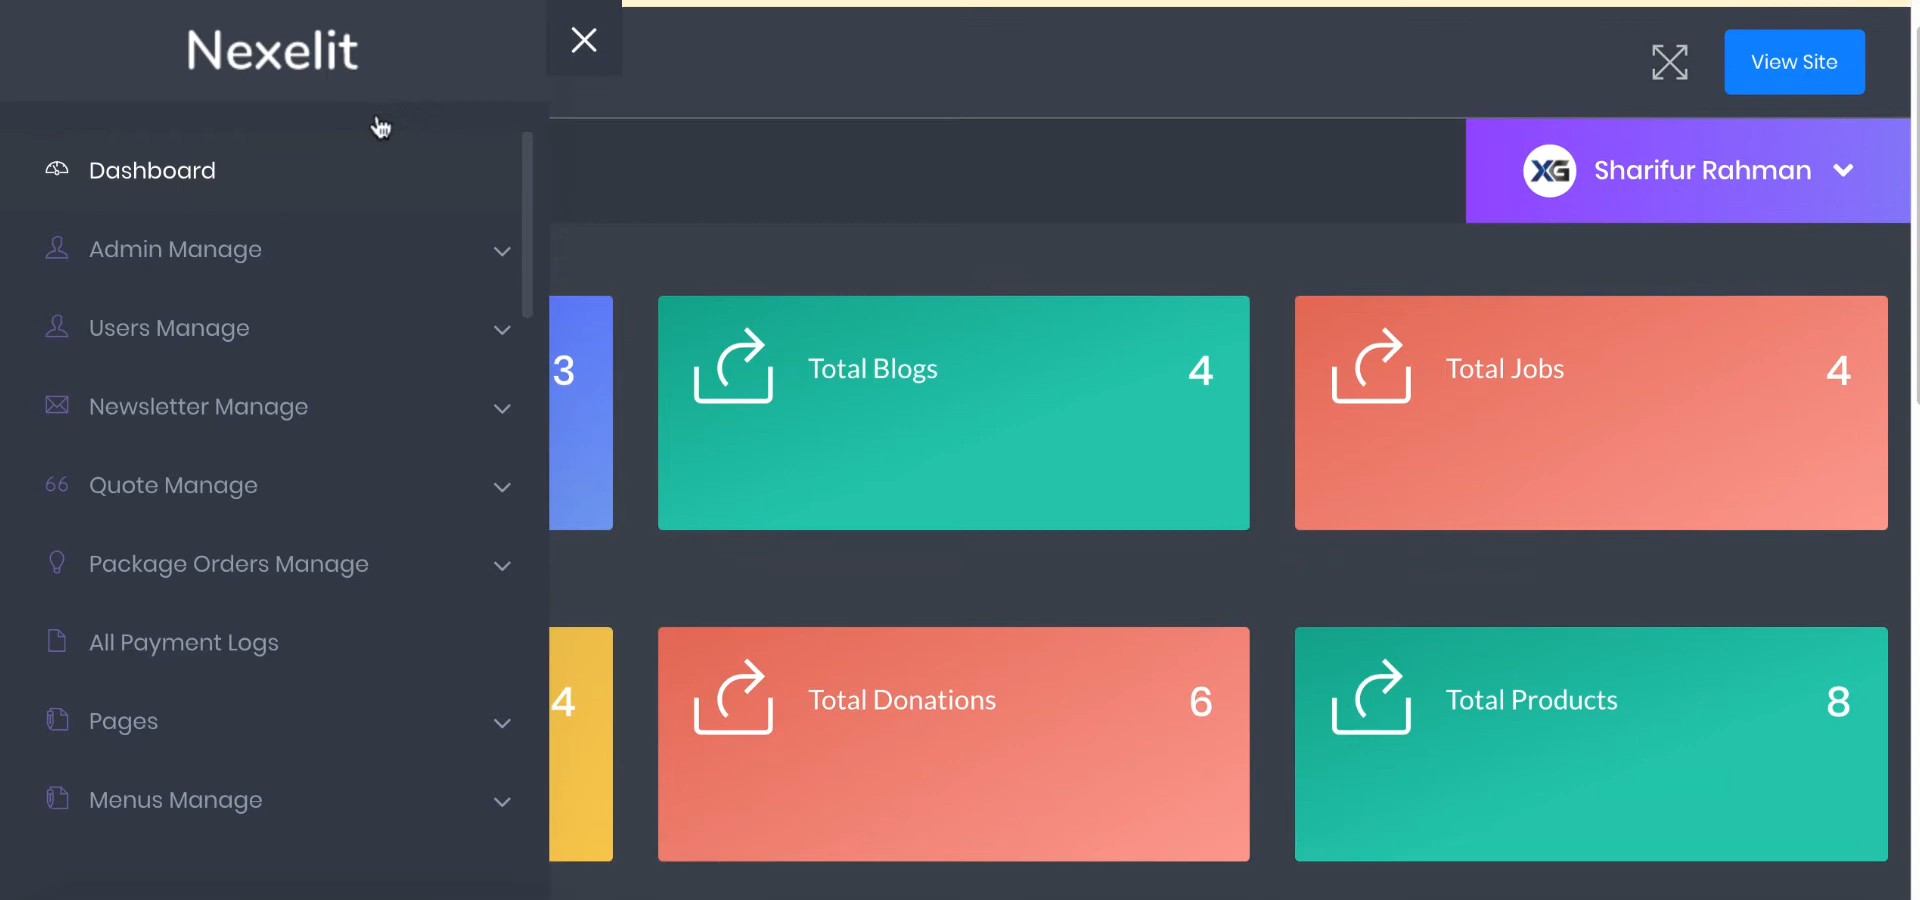 Nexelit
View Site
XG Sharifur Rahman
Dashboard
Admin Manage
Users Manage
Newsletter Manage
Quote Manage
Package Orders Manage
All Payment Logs
Pages
Menus Manage
3
Total Blogs 4
Total Jobs 4
4
Total Donations 6
Total Products 8